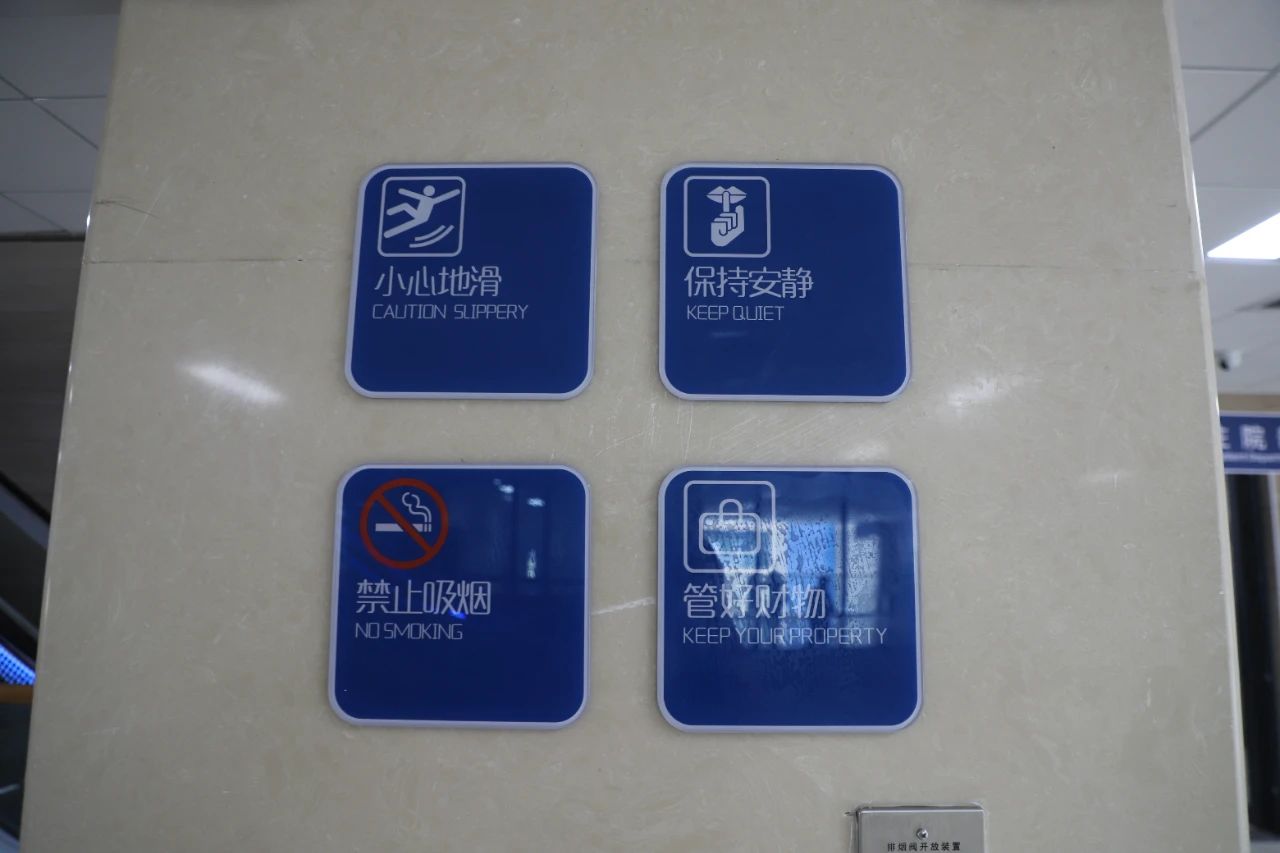 小心地滑
CAUTION SLIPPERY
保持安静
KEEP QUIET
禁止吸烟
NO SMOKING
管好财物
KEEP YOUR PROPERTY
院
排烟阀开放装置